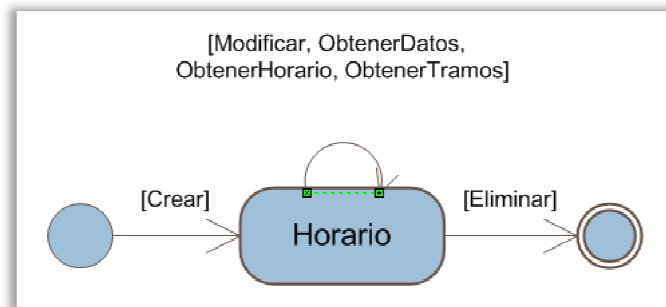 [Modificar, ObtenerDatos,
ObtenerHorario, ObtenerTramos]
[Crear]
Horario
[Eliminar]